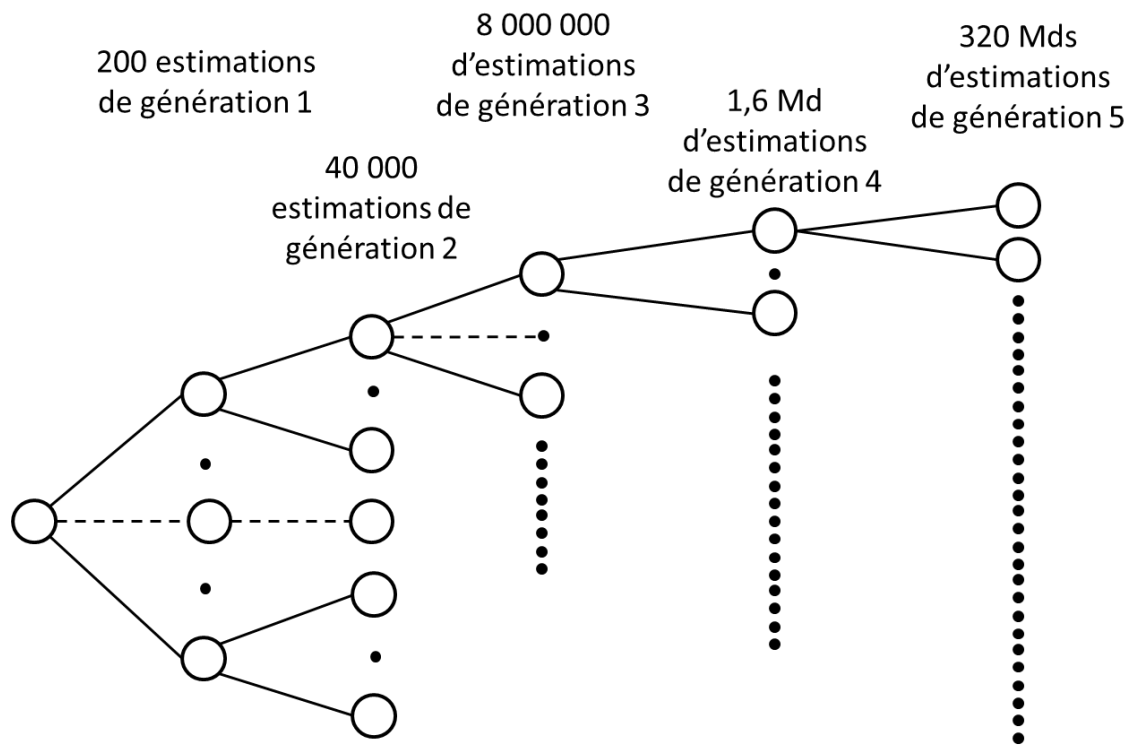 200 estimations
de génération 1
40 000
estimations de
génération 2
8 000 000
d’estimations
de génération 3
1,6 Md
d’estimations
de génération 4
320 Mds
d’estimations
de génération 5